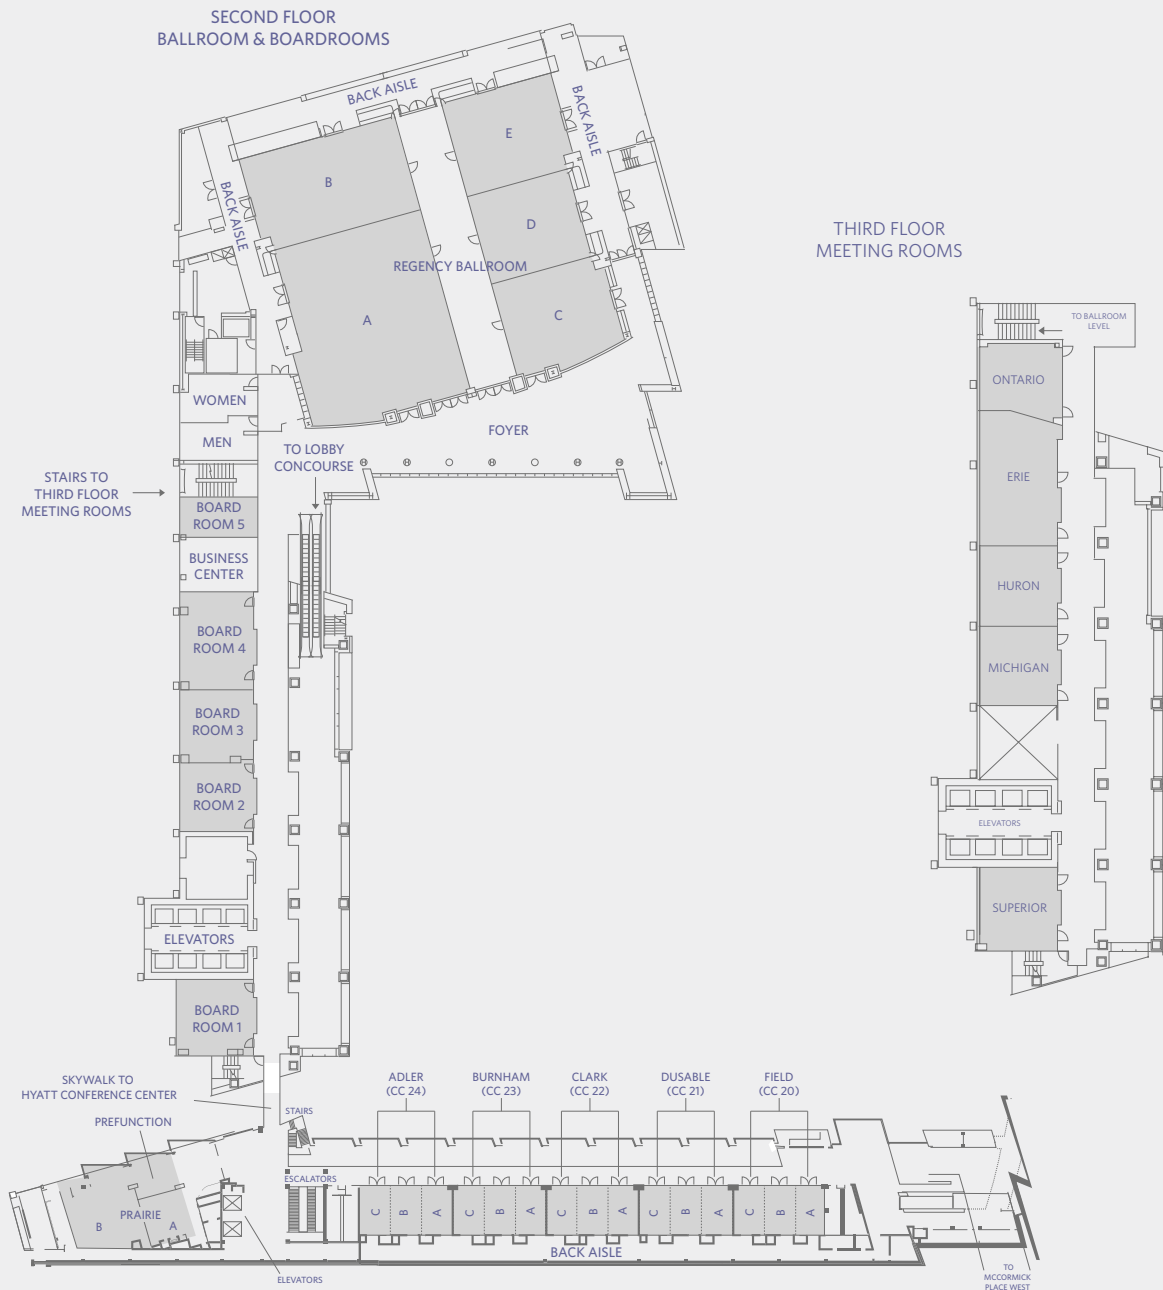 SECOND FLOOR
BALLROOM & BOARDROOMS
BACK AISLE
BACK AISLE
BACK AISLE
E
B
D
REGENCY BALLROOM
A
C
WOMEN
MEN
FOYER
TO LOBBY
CONCOURSE
STAIRS TO
THIRD FLOOR
MEETING ROOMS
BOARD
ROOM 5
BUSINESS
CENTER
BOARD
ROOM 4
BOARD
ROOM 3
BOARD
ROOM 2
ELEVATORS
BOARD
ROOM 1
THIRD FLOOR
MEETING ROOMS
TO BALLROOM
LEVEL
ONTARIO
ERIE
HURON
MICHIGAN
ELEVATORS
SUPERIOR
SKYWALK TO
HYATT CONFERENCE CENTER
PREFUNCTION
STAIRS
ADLER
(CC 24)
BURNHAM
(CC 23)
CLARK
(CC 22)
DUSABLE
(CC 21)
FIELD
(CC 20)
ESCALATORS
PRAIRIE
B
A
C B A
C B A
C B A
C B A
C B A
BACK AISLE
ELEVATORS
TO
MCCORMICK
PLACE WEST